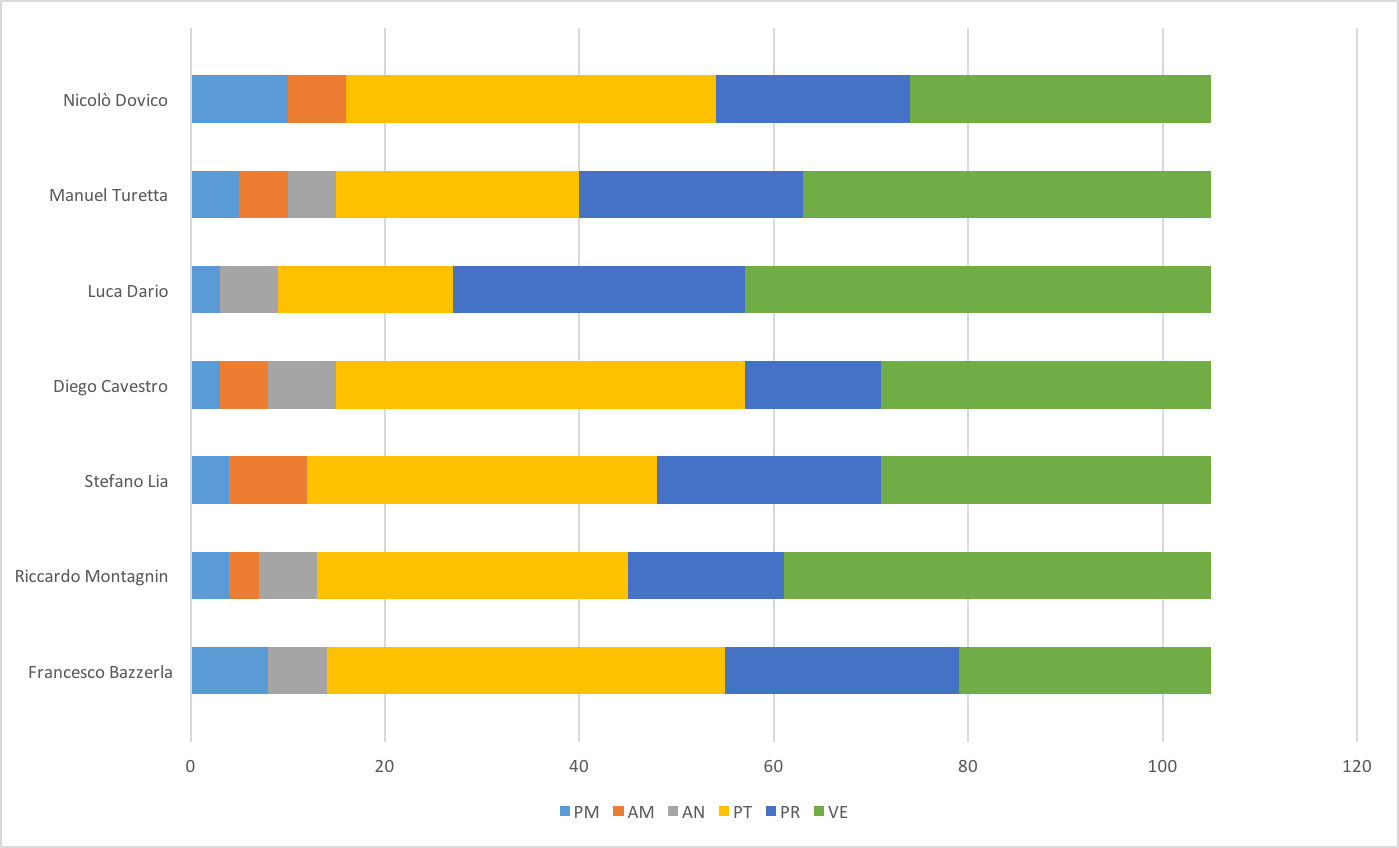 Nicolò Dovico
Manuel Turetta
Luca Dario
Diego Cavestro
Stefano Lia
Riccardo Montagnin
Francesco Bazzerla
0 20 40 60 80 100 120
PM AM AN PT PR VE